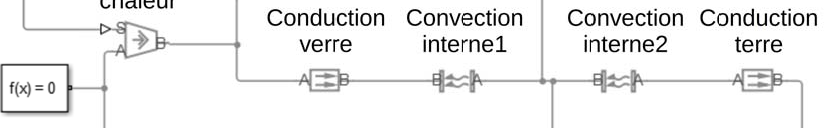 chaleur
Conduction
verre
Convection
interne1
Convection
interne2
Conduction
terre
S
A
B
A
B
B
A
B
A
A
B
f(x) = 0